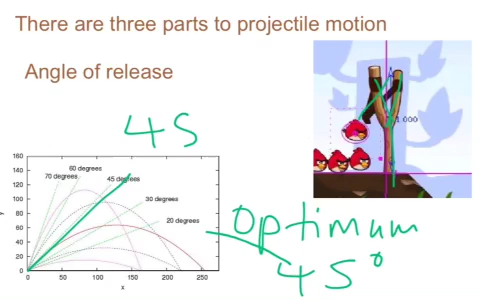 There are three parts to projectile motion
Angle of release
45
1 000
160
140
120
100
80
60
40
20
0
y
60 degrees
70 degrees
45 degrees
30 degrees
20 degrees
0
50
100
150
200
250
x
Optimum
45°